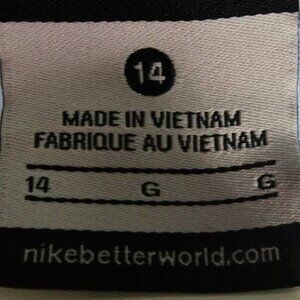 14
MADE IN VIETNAM
FABRIQUE AU VIETNAM
14 G G
nikebetterworld.com